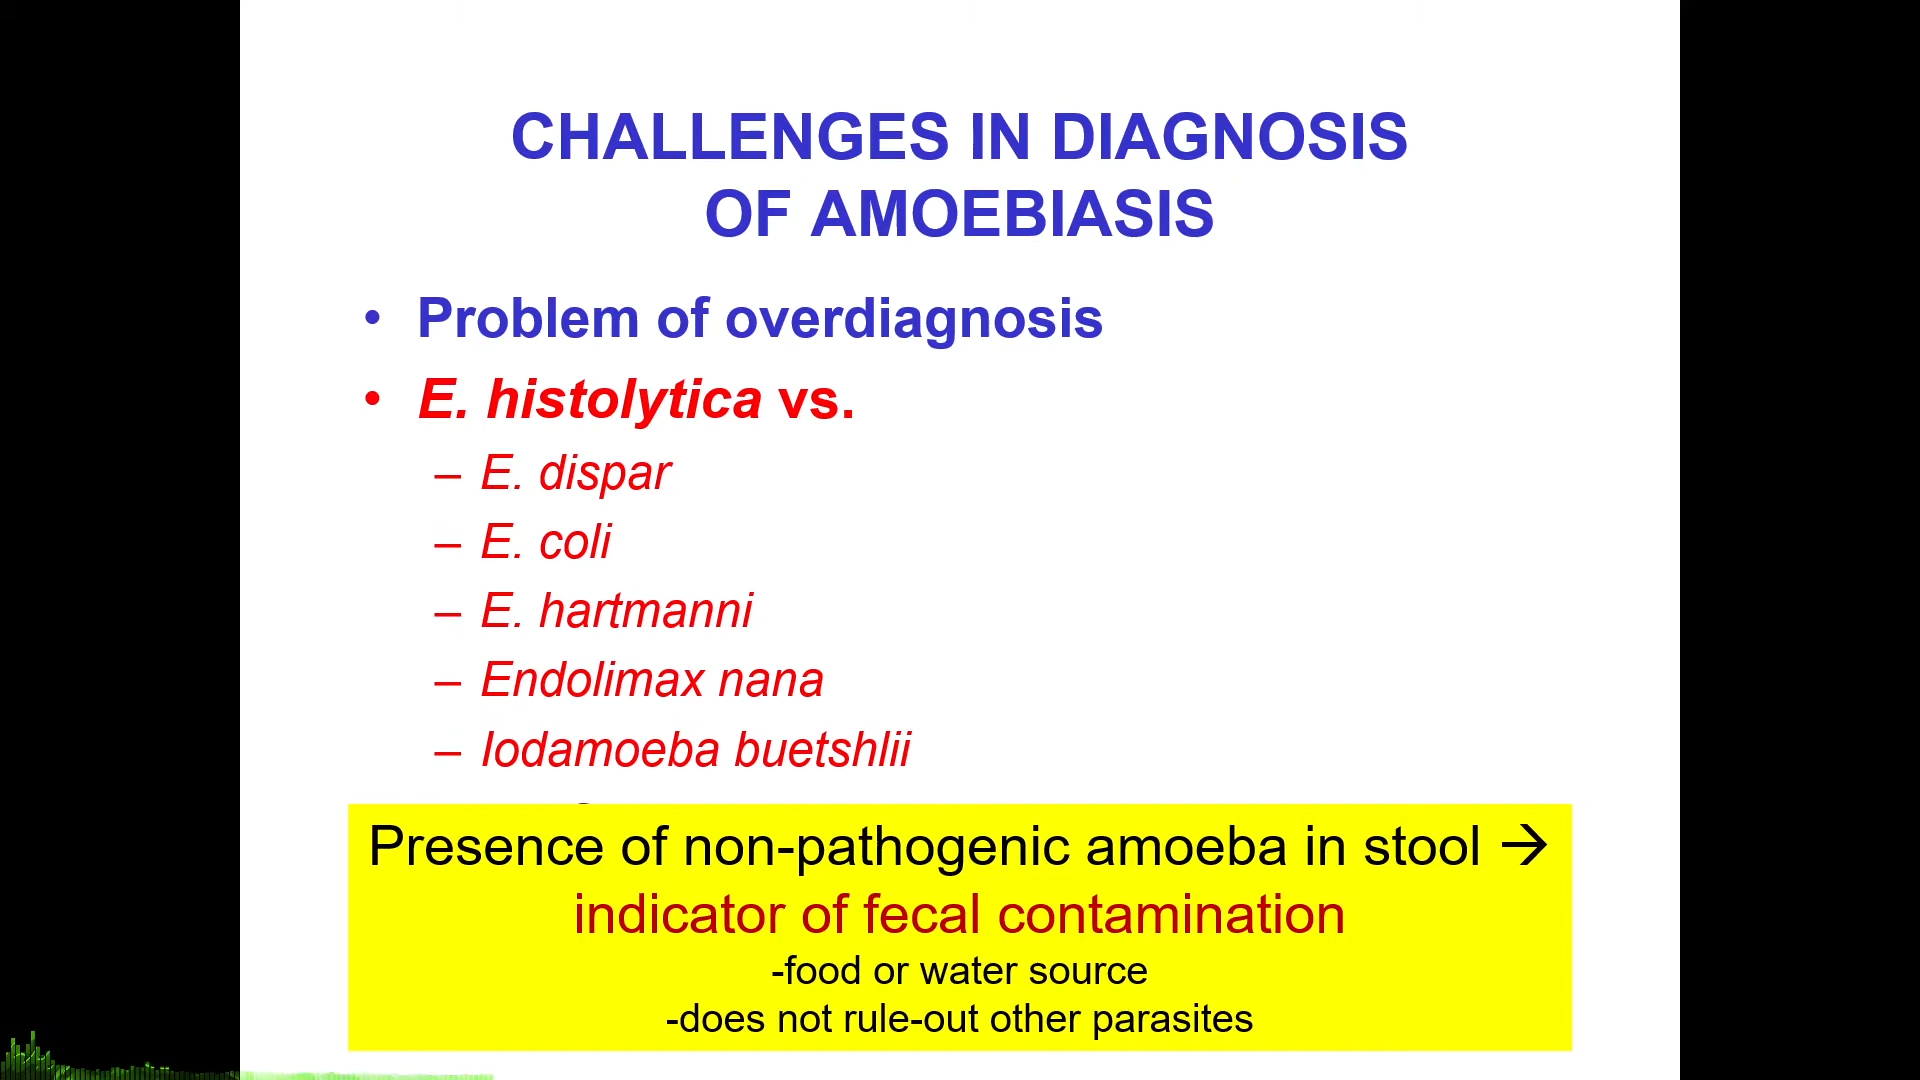 CHALLENGES IN DIAGNOSIS
OF AMOEBIASIS
• Problem of overdiagnosis
• E. histolytica vs.
– E. dispar
– E. coli
– E. hartmanni
– Endolimax nana
– Iodamoeba buetshlii
Presence of non-pathogenic amoeba in stool →
indicator of fecal contamination
-food or water source
-does not rule-out other parasites